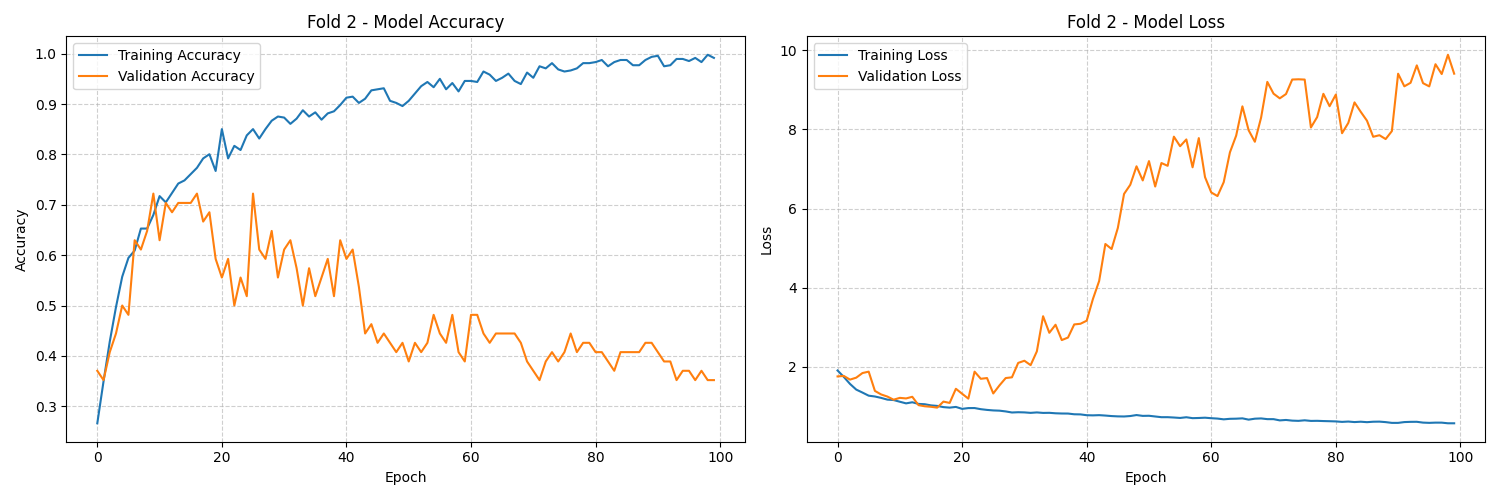 Fold 2 - Model Accuracy
Training Accuracy
Validation Accuracy
1.0
0.9
0.8
0.7
0.6
0.5
0.4
0.3
Accuracy
0 20 40 60 80 100
Epoch
Fold 2 - Model Loss
Training Loss
Validation Loss
10
8
6
4
2
Loss
0 20 40 60 80 100
Epoch